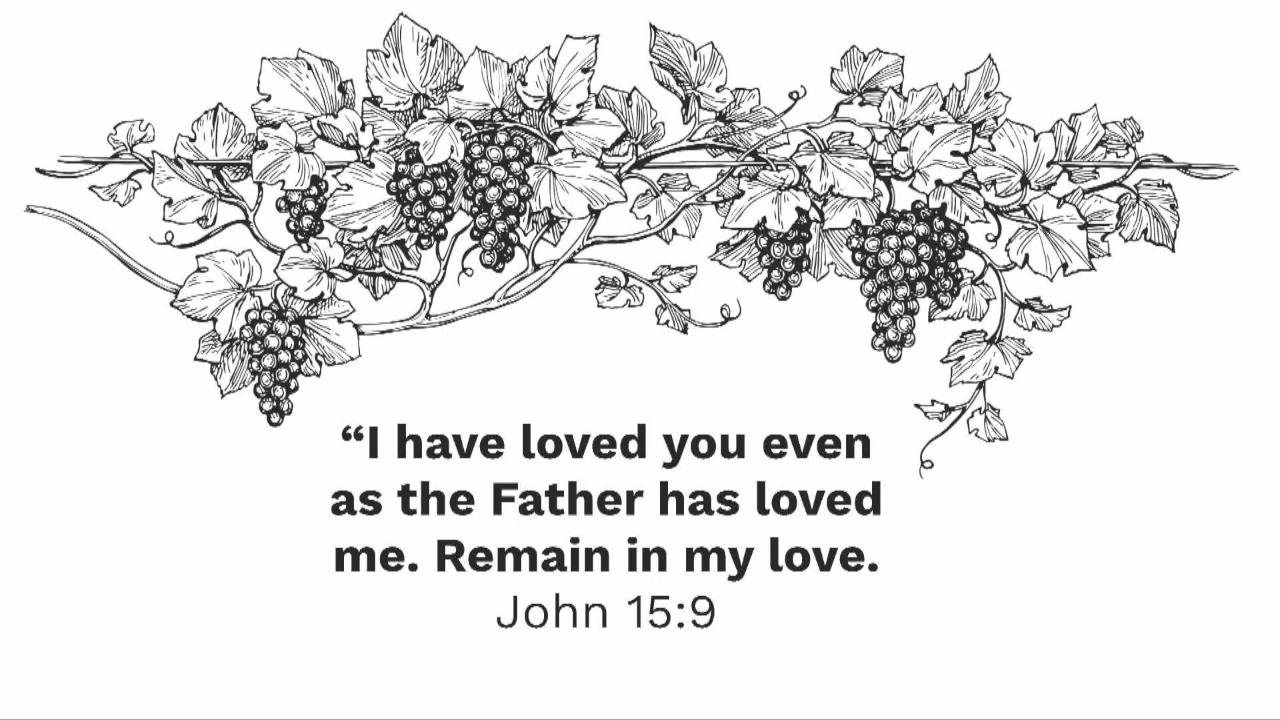 “I have loved you even
as the Father has loved
me. Remain in my love.
John 15:9